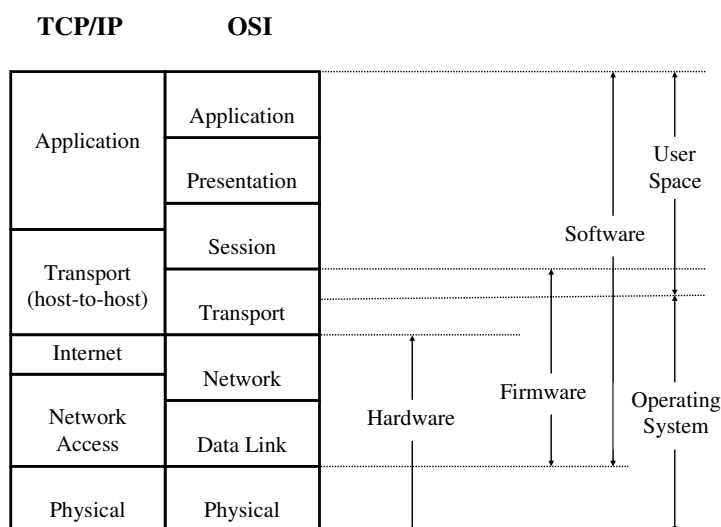 TCP/IP
OSI
Application
Transport
(host-to-host)
Internet
Network
Access
Physical
Application
Presentation
Session
Transport
Network
Data Link
Physical
Hardware
Firmware
Software
User
Space
Operating
System